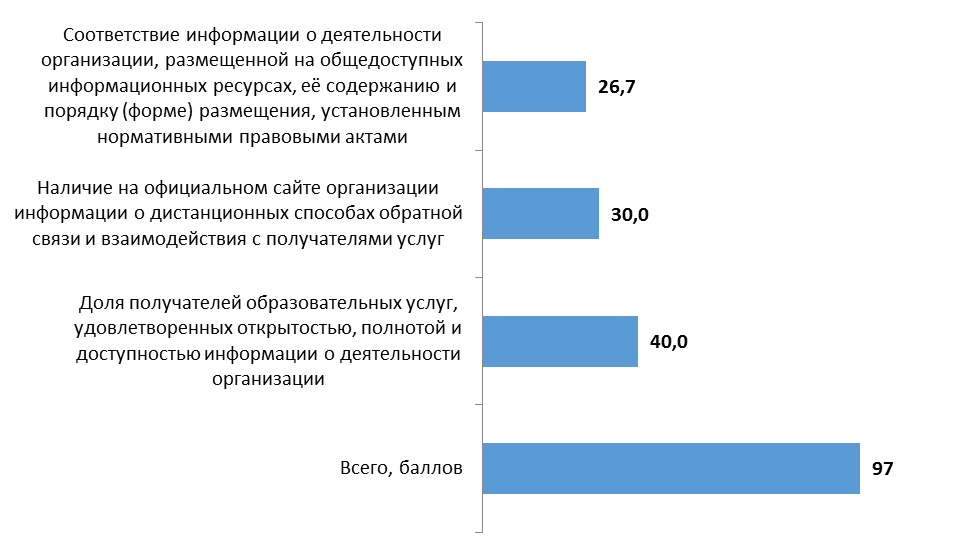 Соответствие информации о деятельности
организации, размещенной на общедоступных
информационных ресурсах, её содержанию и
порядку (форме) размещения, установленным
нормативными правовыми актами
26,7
Наличие на официальном сайте организации
информации о дистанционных способах обратной
связи и взаимодействия с получателями услуг
30,0
Доля получателей образовательных услуг,
удовлетворенных открытостью, полнотой и
доступностью информации о деятельности
организации
40,0
Всего, баллов
97